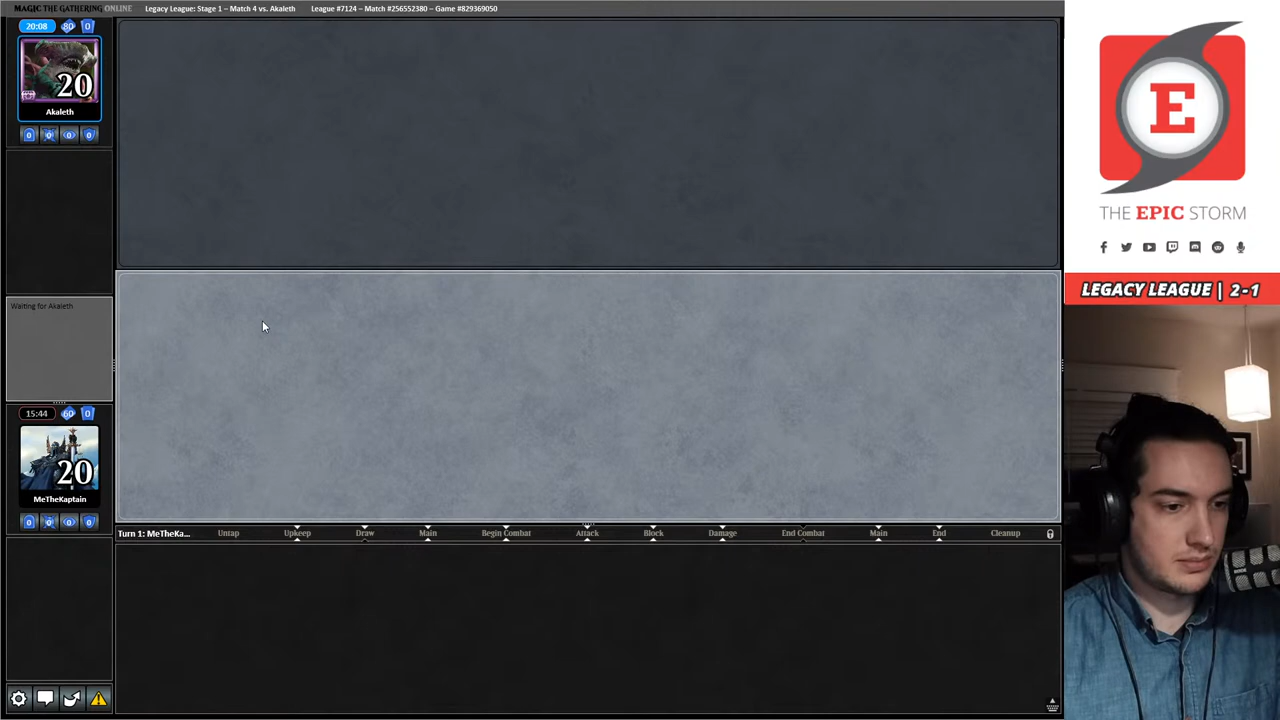 MAGIC THE GATHERING ONLINE Legacy League: Stage 1 – Match 4 vs. Akaleth League #7124 – Match #256552380 – Game #829369050
20:08 80 0
20
Akaleth
0 0 0 0
Waiting for Akaleth
15:44 60 0
20
MeTheKaptain
0 0 0 0
Turn 1: MeTheKa... Untap Upkeep Draw Main Begin Combat Attack Block Damage End Combat Main End Cleanup
E
THE EPIC STORM
LEGACY LEAGUE | 2-1